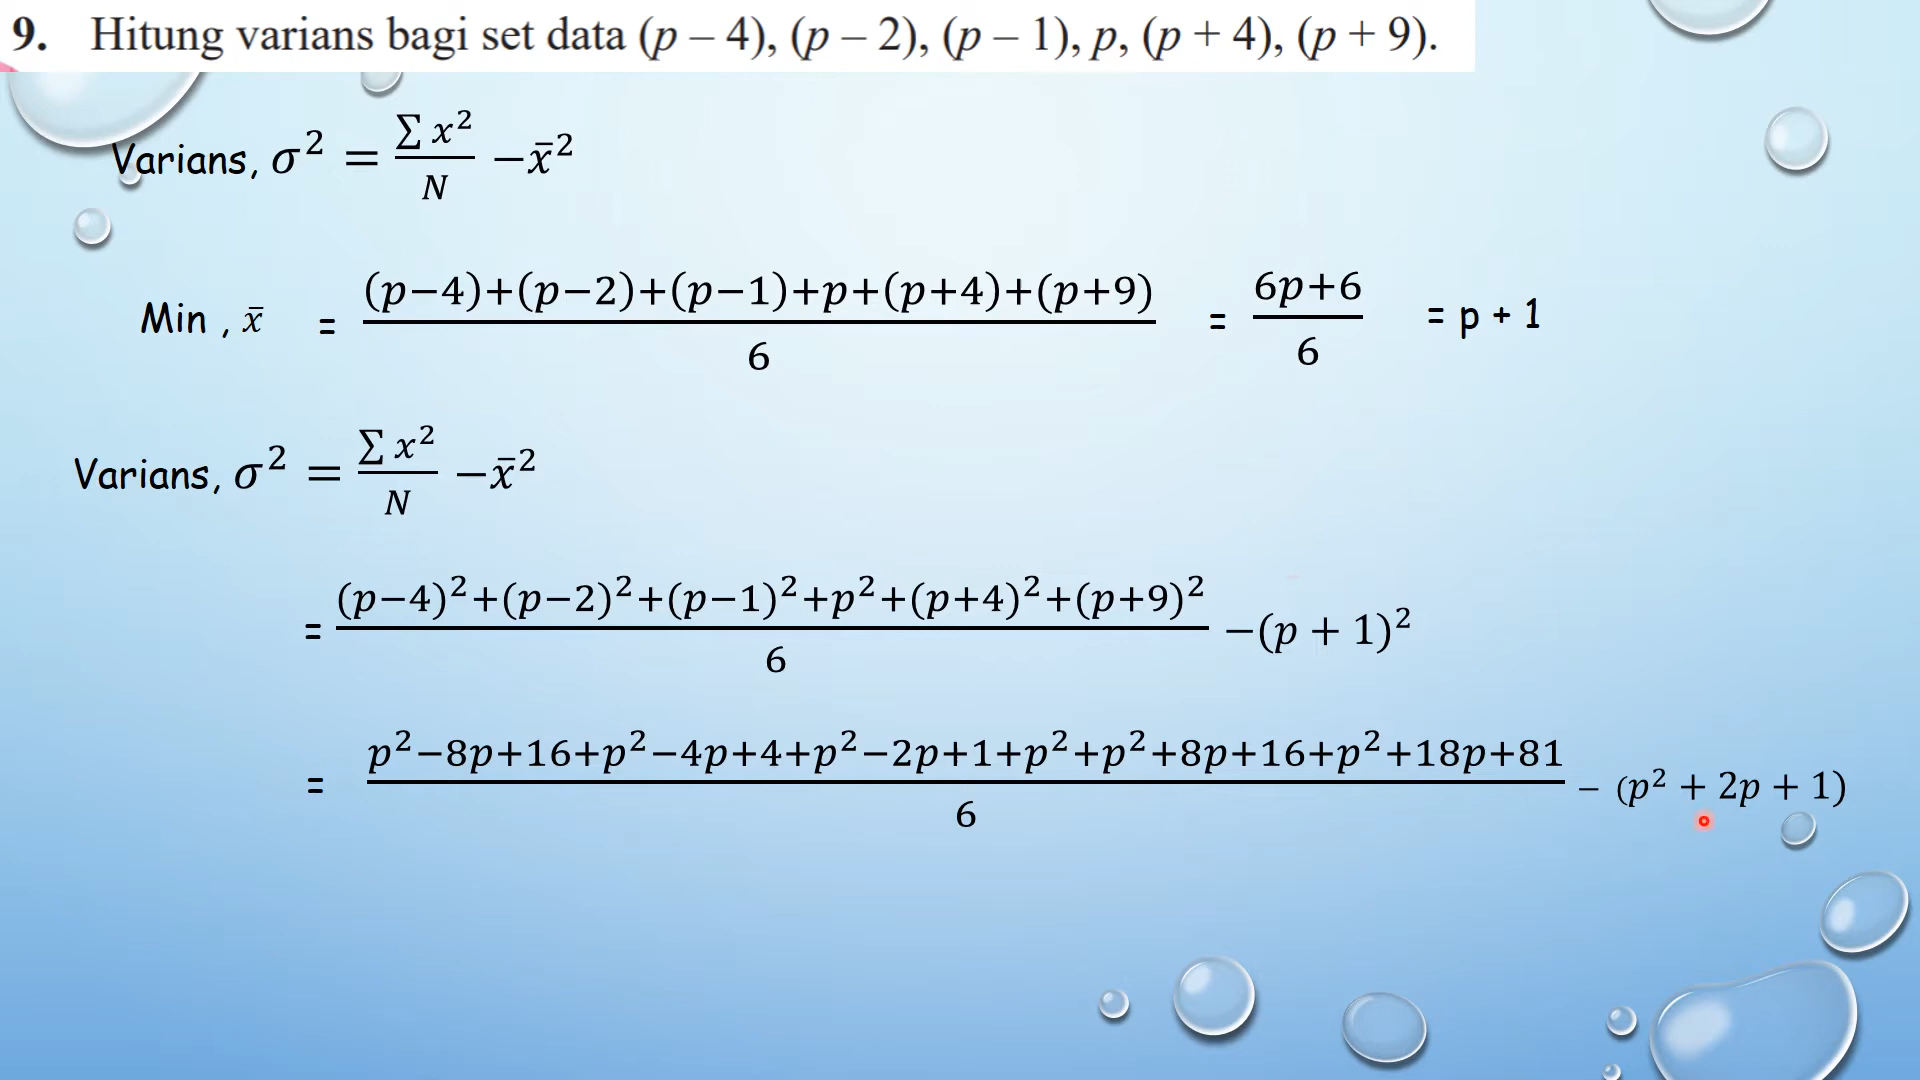 9. Hitung varians bagi set data (p – 4), (p – 2), (p – 1), p, (p + 4), (p + 9).
Varians, σ² = ∑x²/N − x̄²
Min , x̄ = (p−4)+(p−2)+(p−1)+p+(p+4)+(p+9)/6 = 6p+6/6 = p + 1
Varians, σ² = ∑x²/N − x̄²
= (p−4)²+(p−2)²+(p−1)²+p²+(p+4)²+(p+9)²/6 −(p + 1)²
= p²−8p+16+p²−4p+4+p²−2p+1+p²+p²+8p+16+p²+18p+81/6 − (p² + 2p + 1)